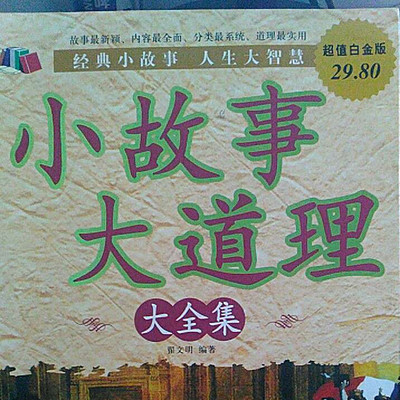 故事最新颖、内容最全面、分类最系统、道理最实用
经典小故事 人生大智慧
超值白金版
29.80
小故事
大道理
大全集
翟文明 编著